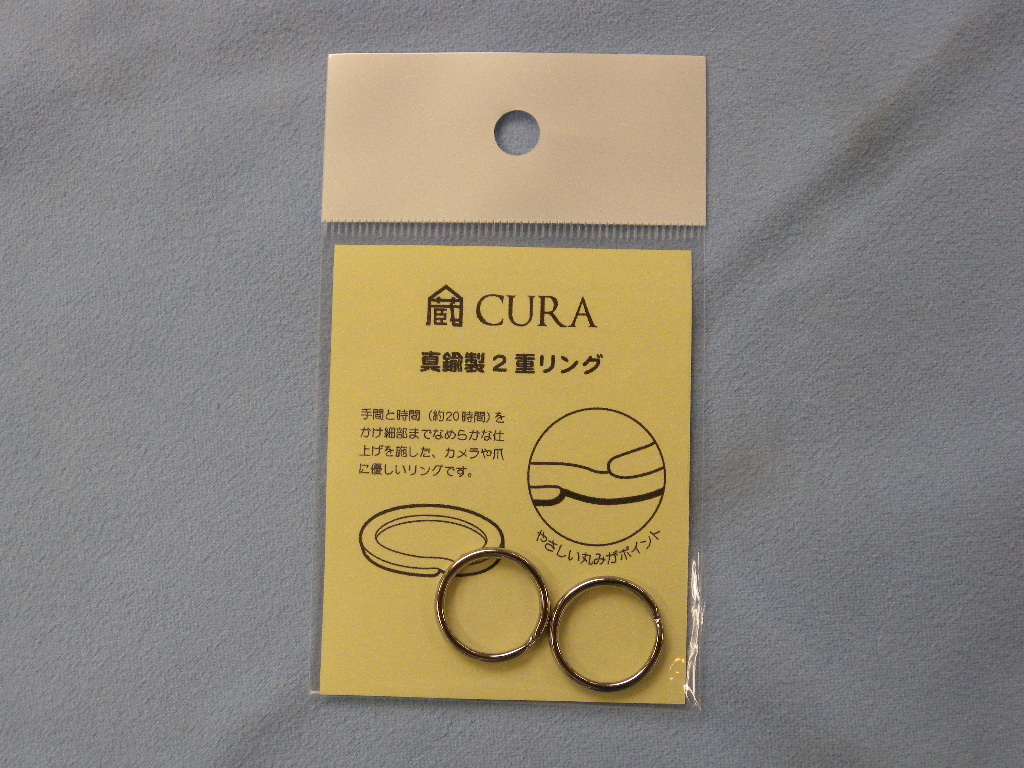 蔵 CURA
真鍮製2重リング
手間と時間(約20時間)を
かけ細部までなめらかな仕
上げを施した、カメラや爪
に優しいリングです。
やさしい丸みがポイント